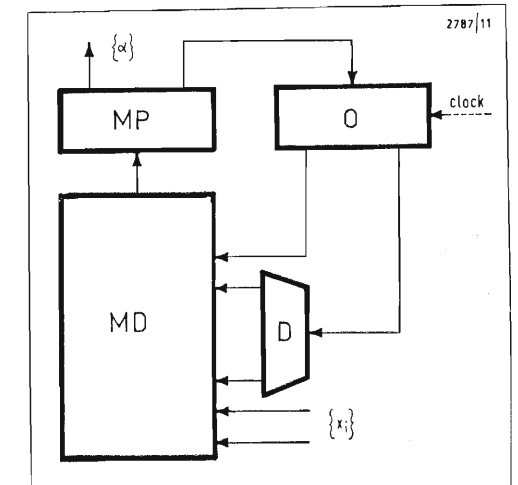 2787/11
{α}
MP
O
clock
MD
D
{xi}